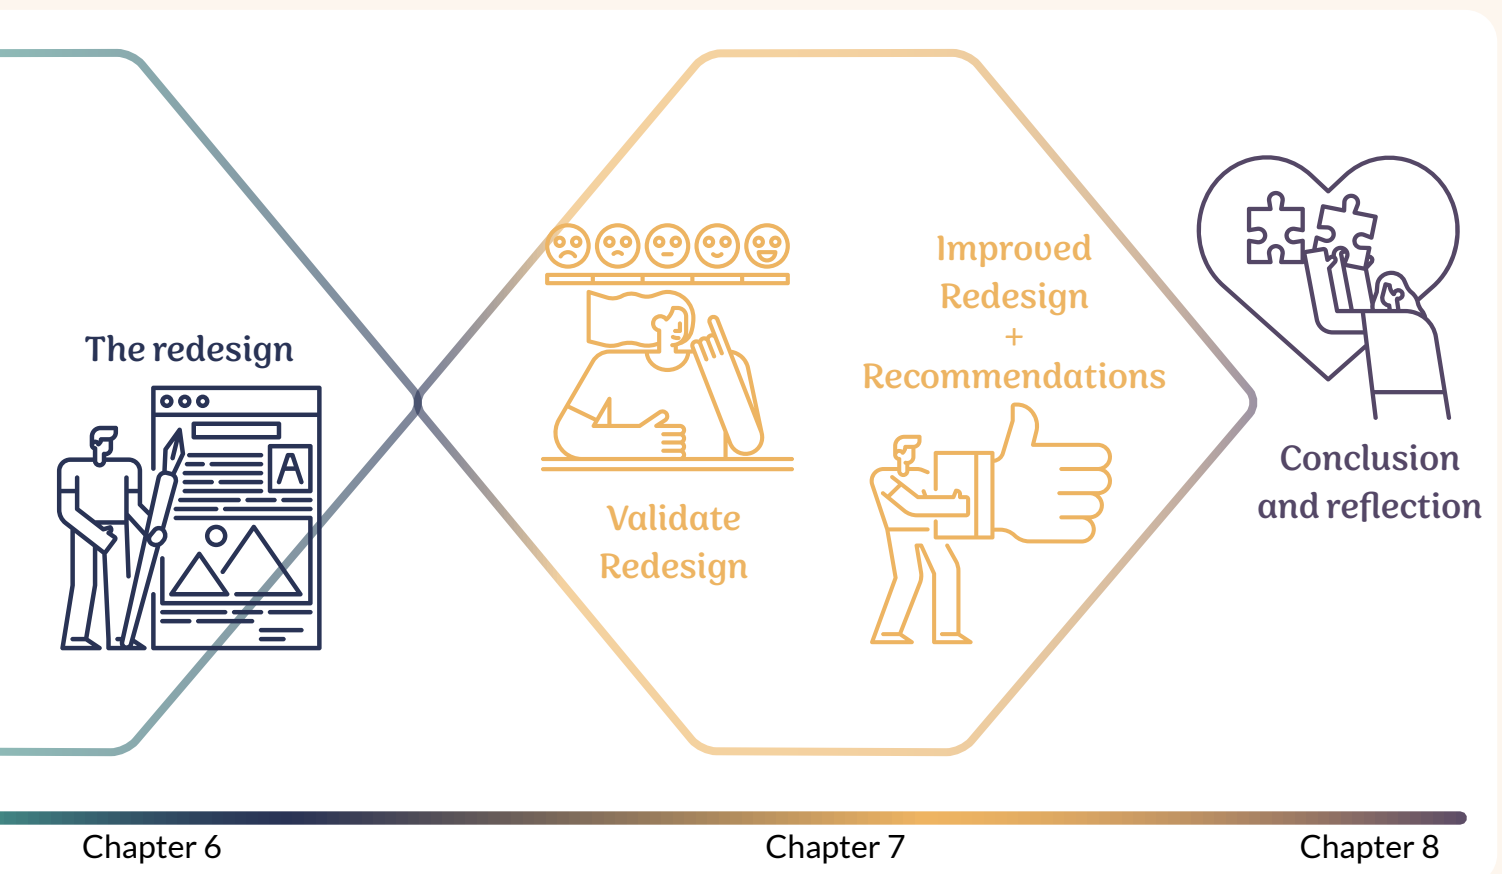 The redesign
A
Validate
Redesign
Improved
Redesign
+
Recommendations
Conclusion
and reflection
Chapter 6
Chapter 7
Chapter 8